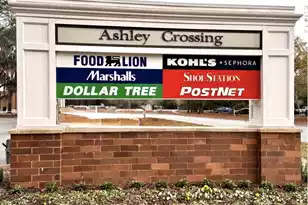 Ashley Crossing
FOOD LION
KOHL'S + SEPHORA
Marshalls
SHOE STATION
DOLLAR TREE
POSTNET